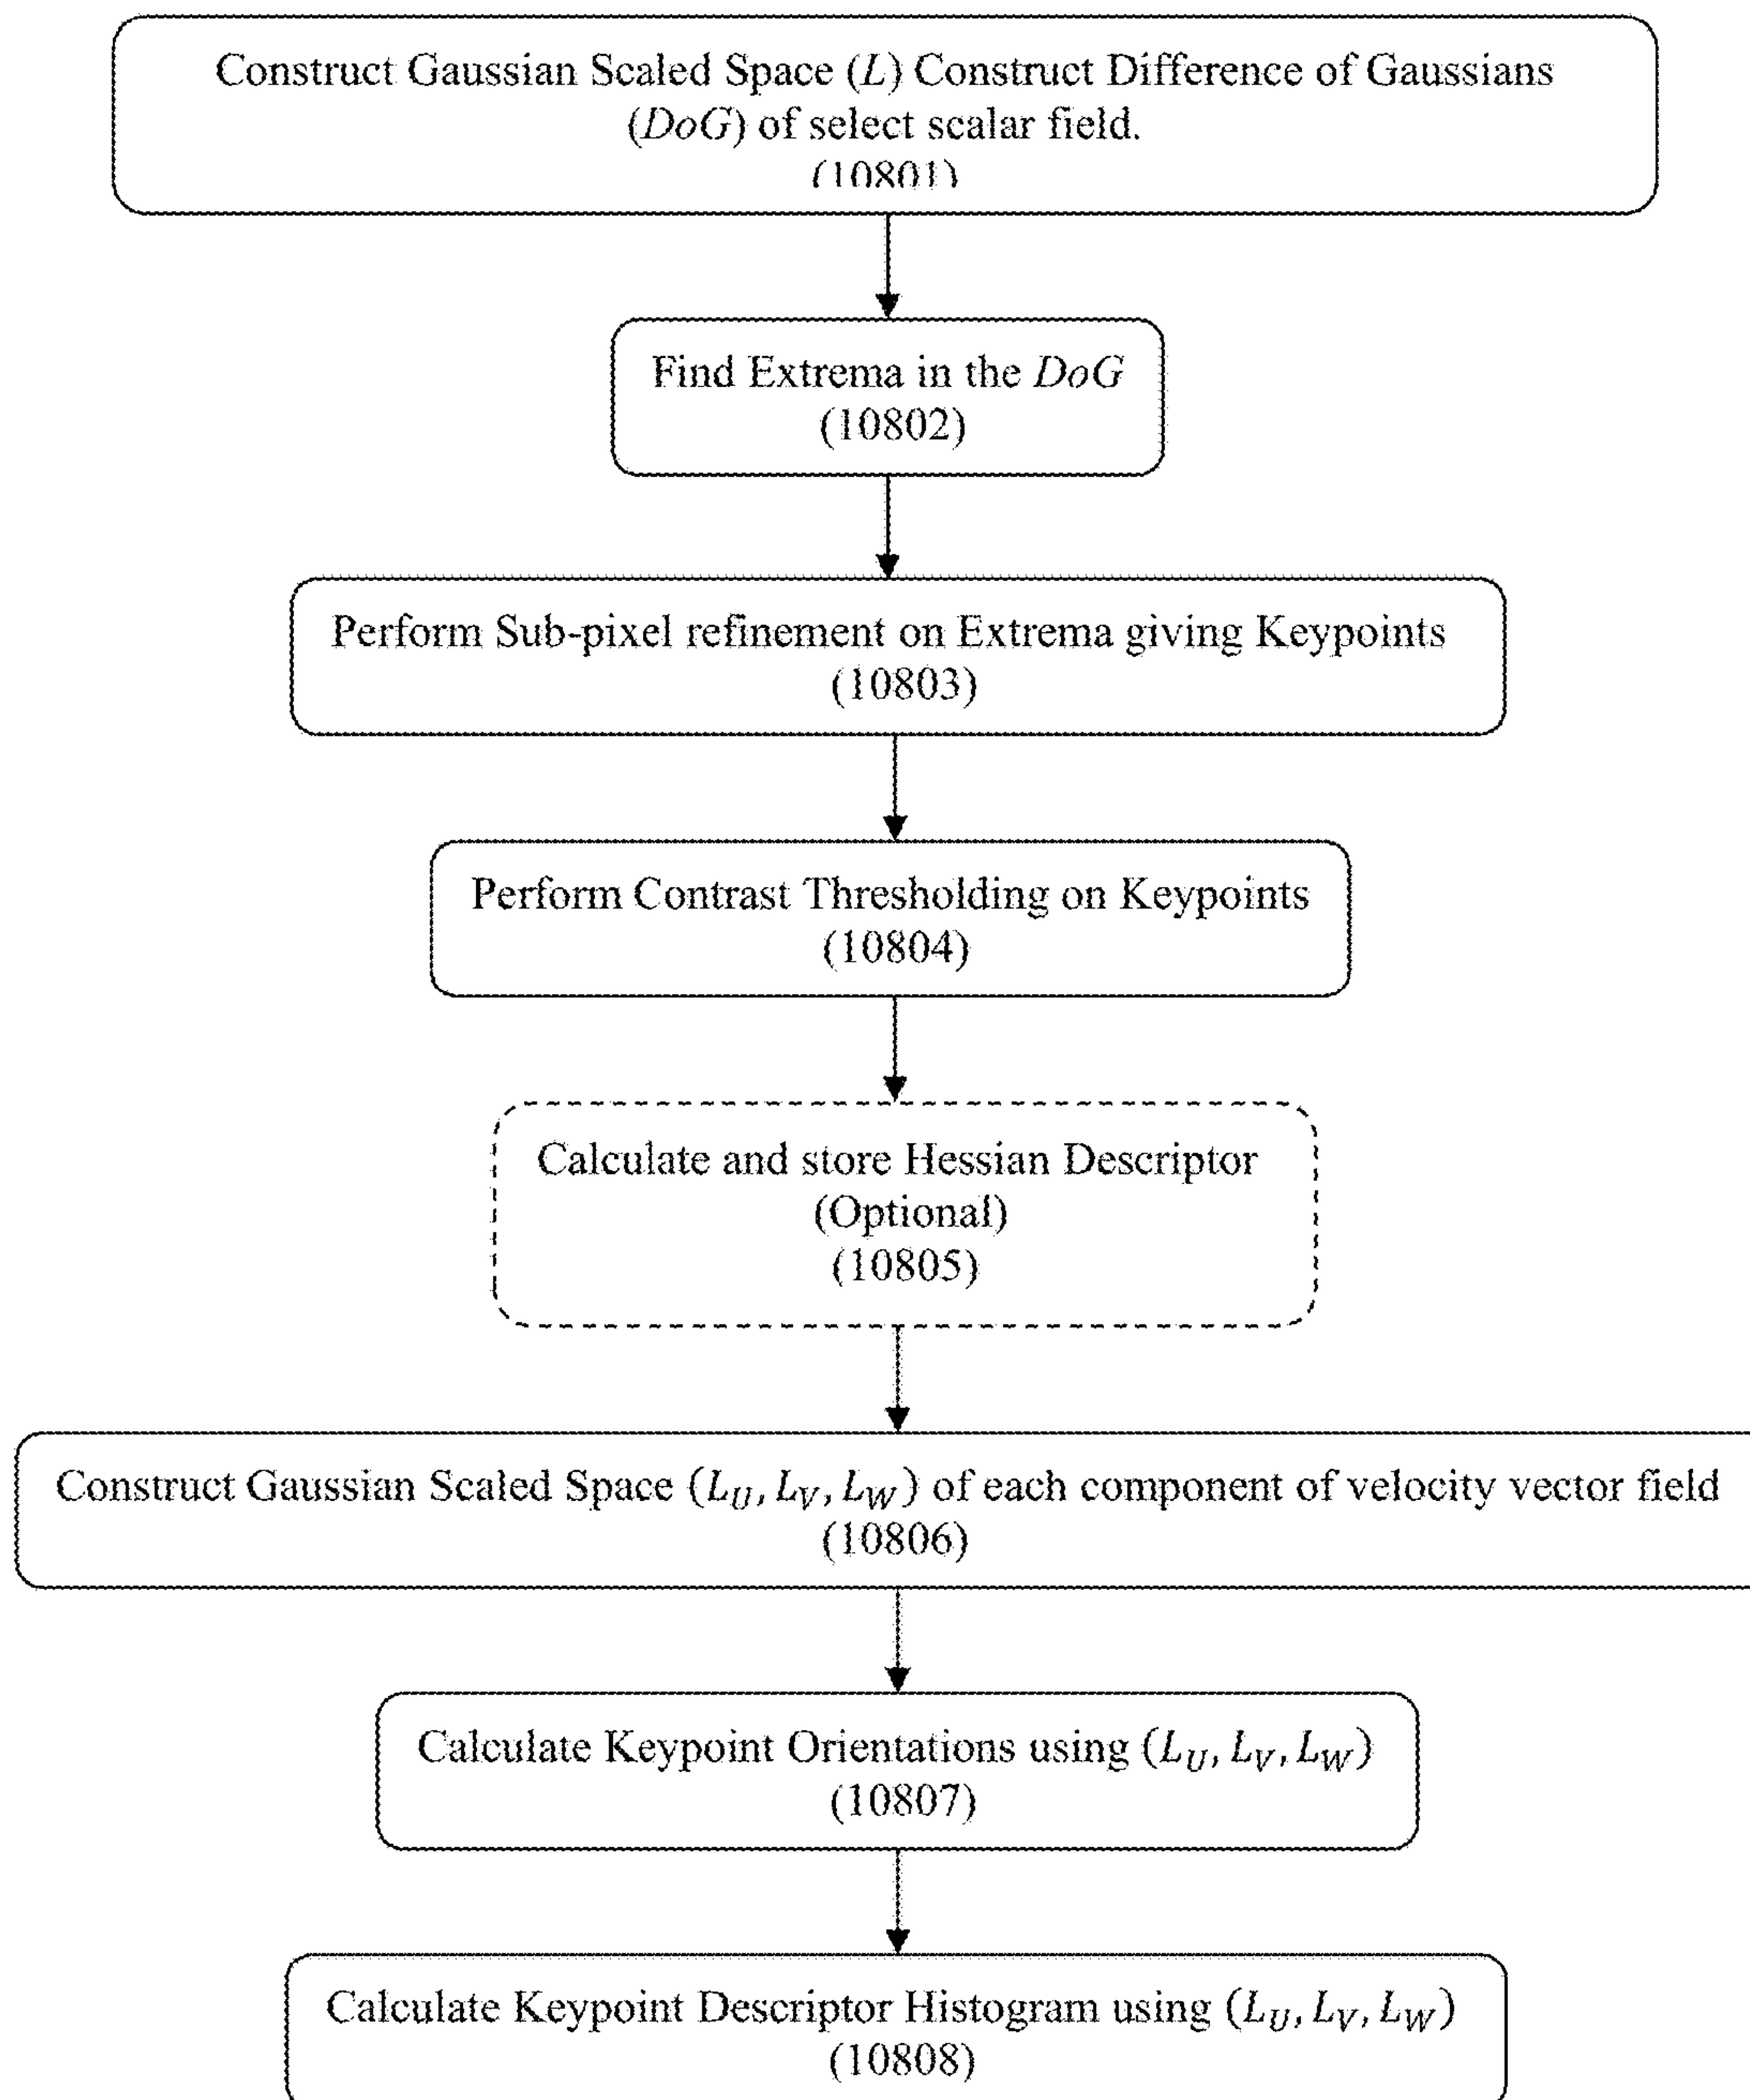 Construct Gaussian Scaled Space (L) Construct Difference of Gaussians
(DoG) of select scalar field.
(10801)
Find Extrema in the DoG
(10802)
Perform Sub-pixel refinement on Extrema giving Keypoints
(10803)
Perform Contrast Thresholding on Keypoints
(10804)
Calculate and store Hessian Descriptor
(Optional)
(10805)
Construct Gaussian Scaled Space (L_U, L_V, L_W) of each component of velocity vector field
(10806)
Calculate Keypoint Orientations using (L_U, L_V, L_W)
(10807)
Calculate Keypoint Descriptor Histogram using (L_U, L_V, L_W)
(10808)